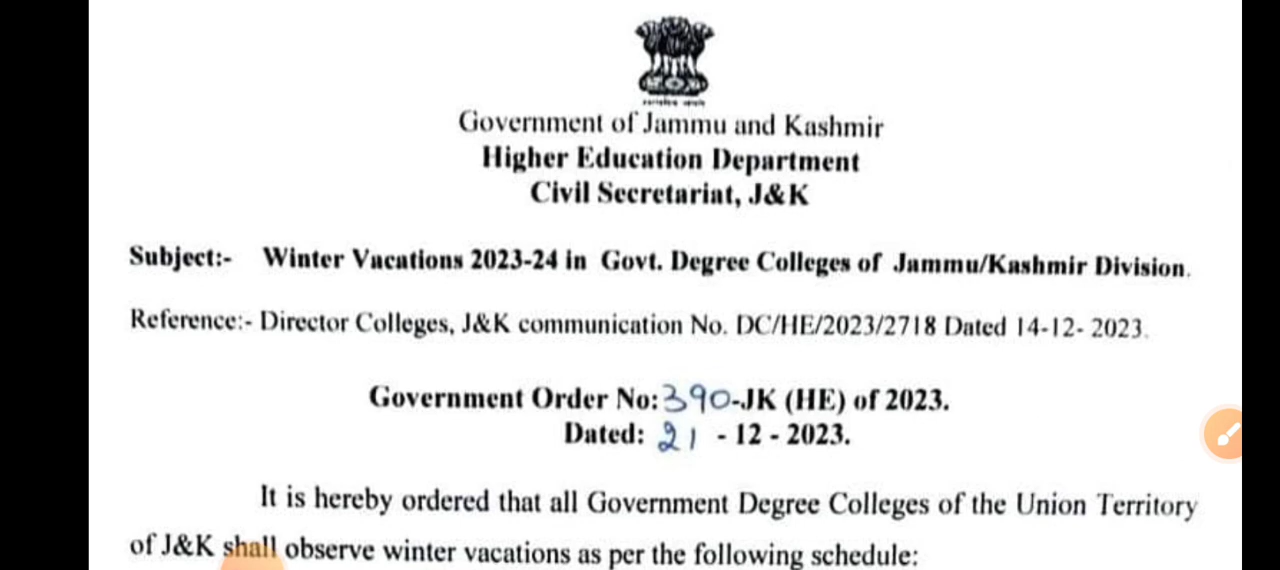 Government of Jammu and Kashmir
Higher Education Department
Civil Secretariat, J&K
Subject:- Winter Vacations 2023-24 in Govt. Degree Colleges of Jammu/Kashmir Division.
Reference:- Director Colleges, J&K communication No. DC/HE/2023/2718 Dated 14-12- 2023.
Government Order No:390-JK (HE) of 2023.
Dated: 21 - 12 - 2023.
It is hereby ordered that all Government Degree Colleges of the Union Territory
of J&K shall observe winter vacations as per the following schedule: